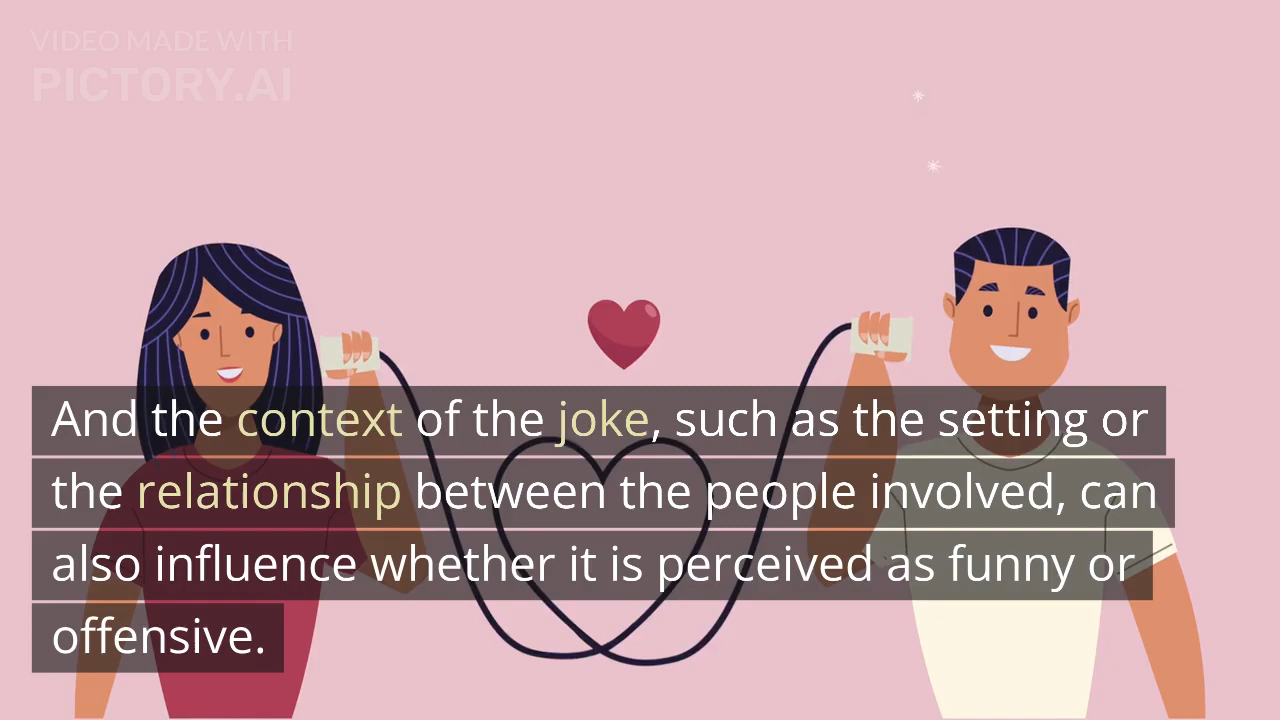 VIDEO MADE WITH
PICTORY.AI
And the context of the joke, such as the setting or
the relationship between the people involved, can
also influence whether it is perceived as funny or
offensive.